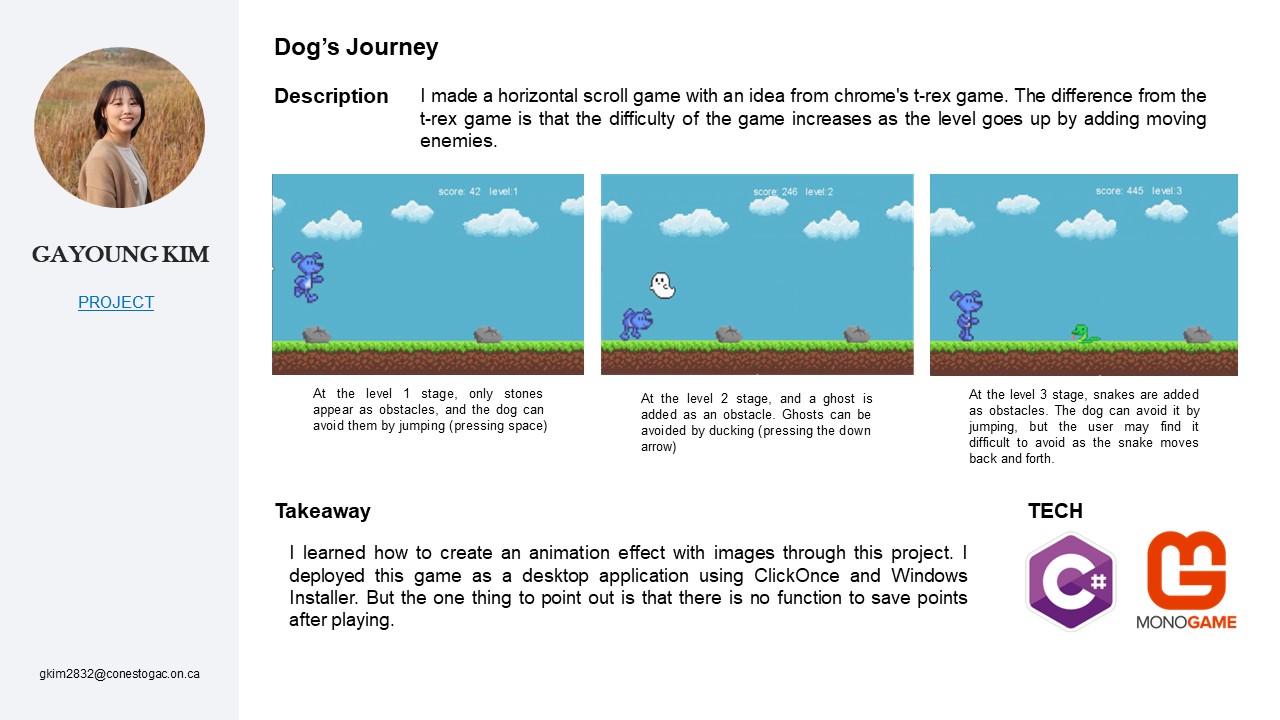 Dog’s Journey
Description
I made a horizontal scroll game with an idea from chrome's t-rex game. The difference from the
t-rex game is that the difficulty of the game increases as the level goes up by adding moving
enemies.
GAYOUNG KIM
PROJECT
score: 42 level:1
score: 246 level:2
score: 445 level:3
At the level 1 stage, only stones
appear as obstacles, and the dog can
avoid them by jumping (pressing space)
At the level 2 stage, and a ghost is
added as an obstacle. Ghosts can be
avoided by ducking (pressing the down
arrow)
At the level 3 stage, snakes are added
as obstacles. The dog can avoid it by
jumping, but the user may find it
difficult to avoid as the snake moves
back and forth.
Takeaway
I learned how to create an animation effect with images through this project. I
deployed this game as a desktop application using ClickOnce and Windows
Installer. But the one thing to point out is that there is no function to save points
after playing.
TECH
C#
MONOGAME
gkim2832@conestogac.on.ca